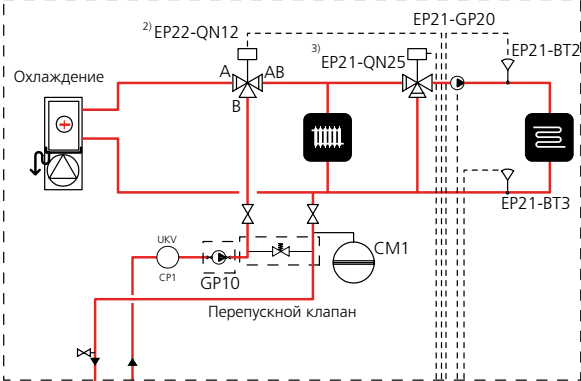 2) EP22-QN12
EP21-GP20
3) EP21-QN25
EP21-BT2
Охлаждение
A
AB
B
EP21-BT3
UKV
CP1
GP10
CM1
Перепускной клапан